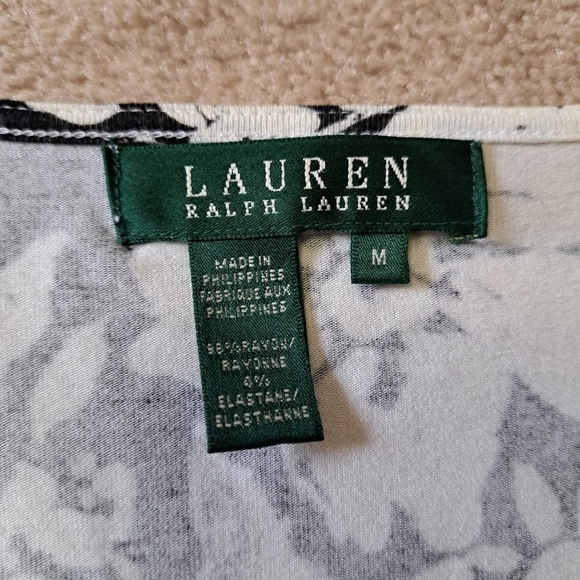 LAUREN
RALPH LAUREN
M
MADE IN
PHILIPPINES
FABRIQUE AUX
PHILIPPINES
96% RAYON/
RAYONNE
4%
ELASTANE/
ELASTHANNE